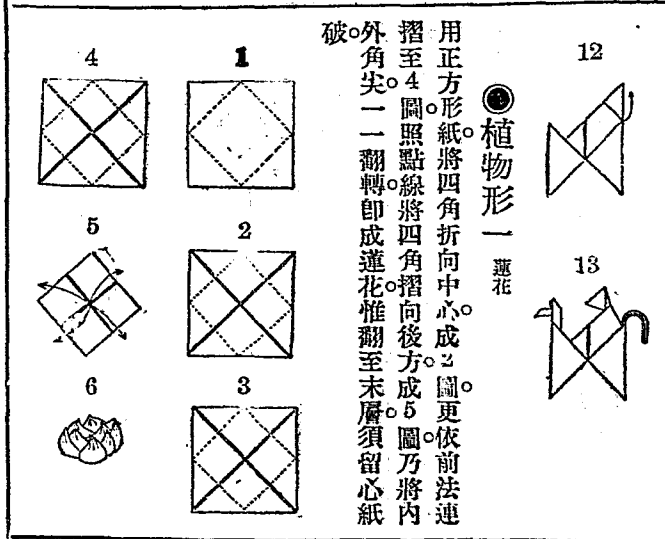 12
13
植物形一 蓮花
用正方形紙。將四角折向中心。成2圖。更依前法連
摺至4圖。照點線將四角摺向後方。成5圖。乃將內
外角尖。一一翻轉。卽成蓮花。惟翻至末層。須留心紙
破。
1
2
3
4
5
6